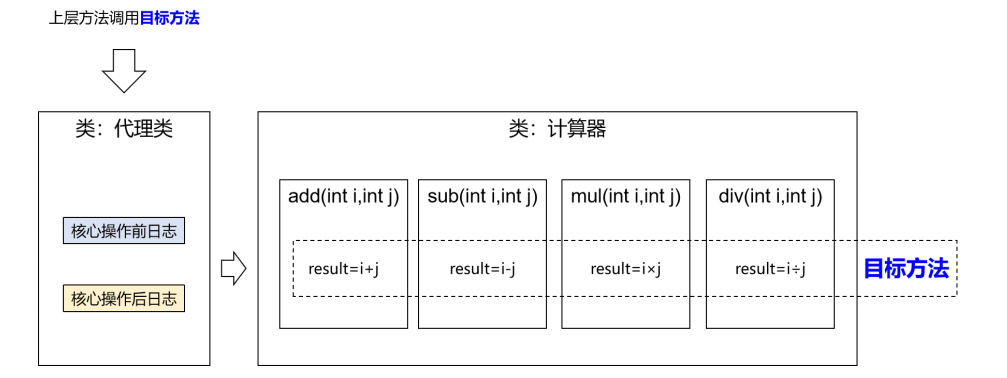 上层方法调用目标方法
类：代理类
核心操作前日志
核心操作后日志
类：计算器
add(int i,int j)
result=i+j
sub(int i,int j)
result=i-j
mul(int i,int j)
result=i×j
div(int i,int j)
result=i÷j
目标方法